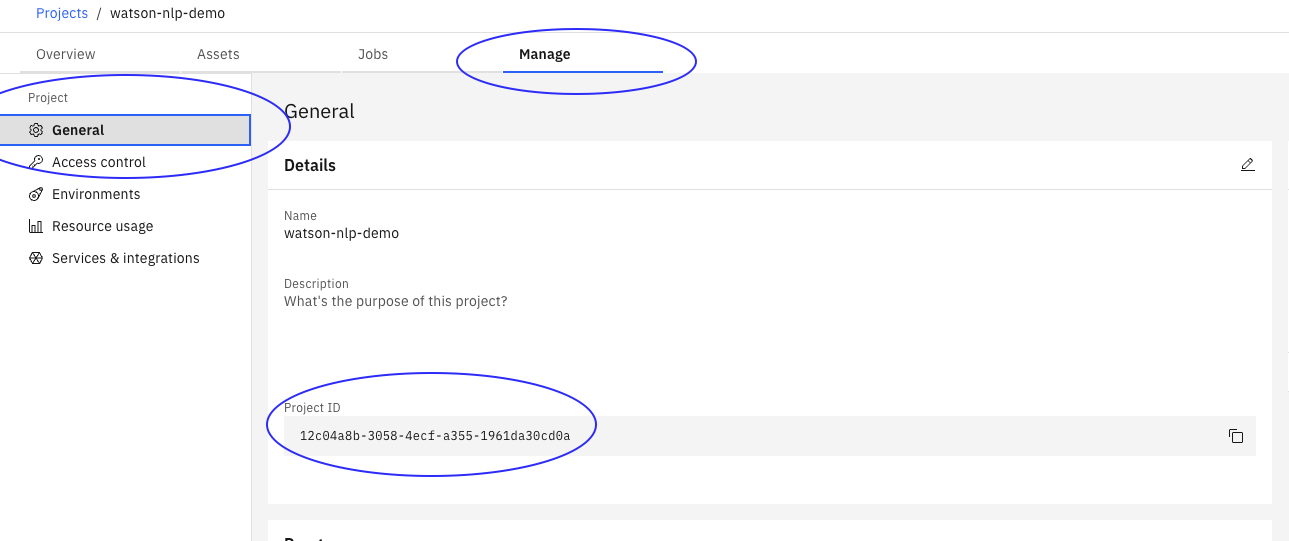 Projects / watson-nlp-demo
Overview Assets Jobs Manage
Project
General
Access control
Environments
Resource usage
Services & integrations
General
Details
Name
watson-nlp-demo
Description
What's the purpose of this project?
Project ID
12c04a8b-3058-4ecf-a355-1961da30cd0a